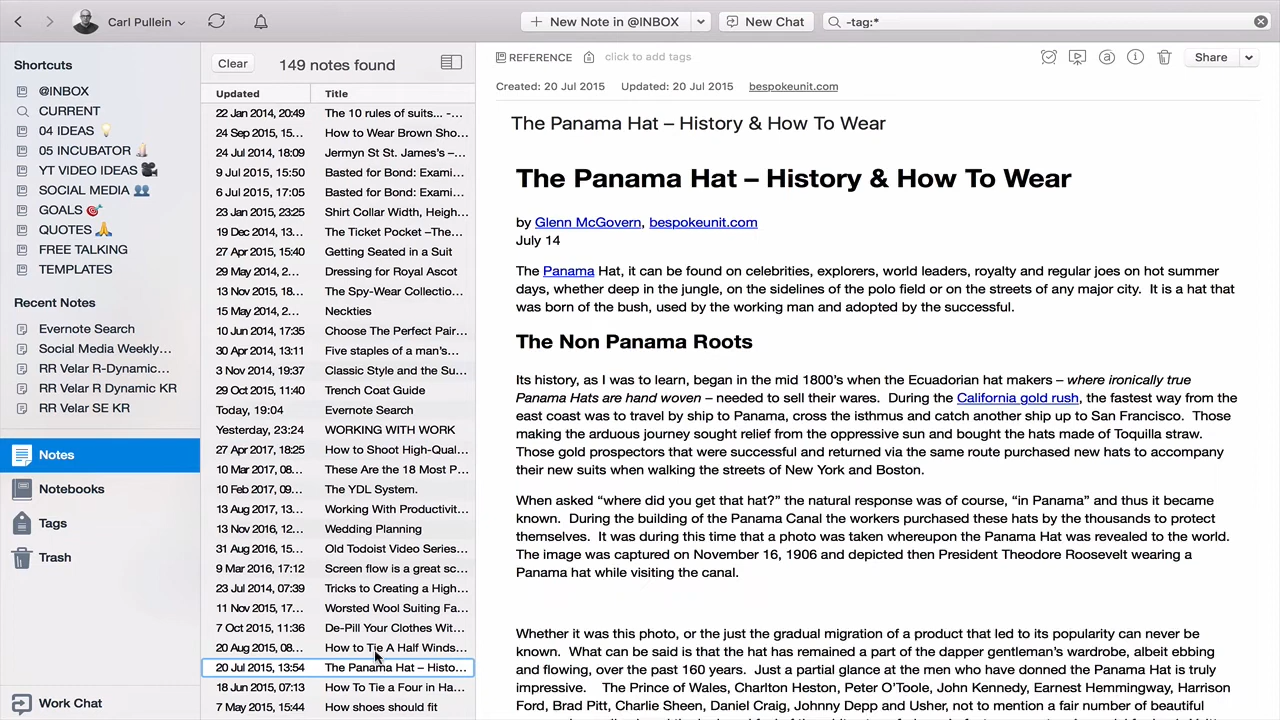 Carl Pullein
New Note in @INBOX
New Chat
-tag:*
Shortcuts
@INBOX
CURRENT
04 IDEAS 💡
05 INCUBATOR
YT VIDEO IDEAS 🎥
SOCIAL MEDIA 👥
GOALS 🎯
QUOTES 🙏
FREE TALKING
TEMPLATES
Recent Notes
Evernote Search
Social Media Weekly...
RR Velar R-Dynamic...
RR Velar R Dynamic KR
RR Velar SE KR
Notes
Notebooks
Tags
Trash
Work Chat
Clear
149 notes found
Updated Title
22 Jan 2014, 20:49 The 10 rules of suits... -...
24 Sep 2015, 15... How to Wear Brown Sho...
24 Jul 2014, 18:09 Jermyn St St. James's –...
9 Jul 2015, 15:50 Basted for Bond: Exami...
6 Jul 2015, 17:05 Basted for Bond: Exami...
23 Jan 2015, 23:25 Shirt Collar Width, Heigh...
19 Dec 2014, 13... The Ticket Pocket –The...
27 Apr 2015, 15:40 Getting Seated in a Suit
29 May 2014, 2... Dressing for Royal Ascot
13 Nov 2015, 18... The Spy-Wear Collectio...
15 May 2014, 2... Neckties
10 Jun 2014, 17:35 Choose The Perfect Pair...
30 Apr 2014, 13:11 Five staples of a man's...
3 Nov 2014, 19:37 Classic Style and the Su...
29 Oct 2015, 11:40 Trench Coat Guide
Today, 19:04 Evernote Search
Yesterday, 23:24 WORKING WITH WORK
27 Apr 2017, 18:25 How to Shoot High-Qual...
10 Mar 2017, 08... These Are the 18 Most P...
10 Feb 2017, 09... The YDL System.
13 Aug 2017, 13... Working With Productivit...
13 Nov 2016, 12... Wedding Planning
31 Aug 2016, 15... Old Todoist Video Series...
9 Mar 2016, 17:12 Screen flow is a great sc...
23 Jul 2014, 07:39 Tricks to Creating a High...
11 Nov 2015, 17... Worsted Wool Suiting Fa...
7 Oct 2015, 11:36 De-Pill Your Clothes Wit...
20 Aug 2015, 08... How to Tie A Half Winds...
20 Jul 2015, 13:54 The Panama Hat – Histo...
18 Jun 2015, 07:13 How To Tie a Four in Ha...
7 May 2015, 15:44 How shoes should fit
REFERENCE click to add tags
Share
Created: 20 Jul 2015 Updated: 20 Jul 2015 bespokeunit.com
The Panama Hat – History & How To Wear
The Panama Hat – History & How To Wear
by Glenn McGovern, bespokeunit.com
July 14
The Panama Hat, it can be found on celebrities, explorers, world leaders, royalty and regular joes on hot summer
days, whether deep in the jungle, on the sidelines of the polo field or on the streets of any major city. It is a hat that
was born of the bush, used by the working man and adopted by the successful.
The Non Panama Roots
Its history, as I was to learn, began in the mid 1800's when the Ecuadorian hat makers – where ironically true
Panama Hats are hand woven – needed to sell their wares. During the California gold rush, the fastest way from the
east coast was to travel by ship to Panama, cross the isthmus and catch another ship up to San Francisco. Those
making the arduous journey sought relief from the oppressive sun and bought the hats made of Toquilla straw.
Those gold prospectors that were successful and returned via the same route purchased new hats to accompany
their new suits when walking the streets of New York and Boston.
When asked “where did you get that hat?” the natural response was of course, “in Panama” and thus it became
known. During the building of the Panama Canal the workers purchased these hats by the thousands to protect
themselves. It was during this time that a photo was taken whereupon the Panama Hat was revealed to the world.
The image was captured on November 16, 1906 and depicted then President Theodore Roosevelt wearing a
Panama hat while visiting the canal.
Whether it was this photo, or the just the gradual migration of a product that led to its popularity can never be
known. What can be said is that the hat has remained a part of the dapper gentleman's wardrobe, albeit ebbing
and flowing, over the past 160 years. Just a partial glance at the men who have donned the Panama Hat is truly
impressive. The Prince of Wales, Charlton Heston, Peter O'Toole, John Kennedy, Earnest Hemmingway, Harrison
Ford, Brad Pitt, Charlie Sheen, Daniel Craig, Johnny Depp and Usher, not to mention a fair number of beautiful